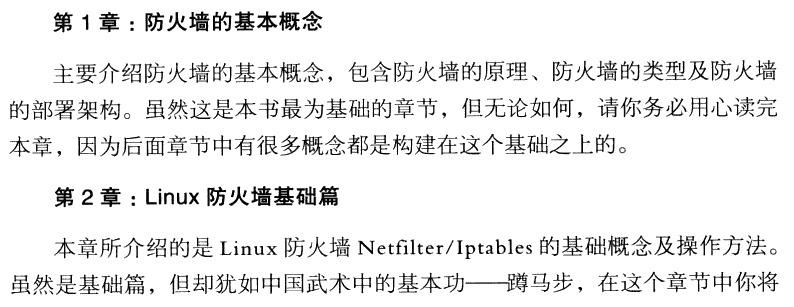 第 1 章：防火墙的基本概念
主要介绍防火墙的基本概念，包含防火墙的原理、防火墙的类型及防火墙
的部署架构。虽然这是本书最为基础的章节，但无论如何，请你务必用心读完
本章，因为后面章节中有很多概念都是构建在这个基础之上的。
第 2 章：Linux 防火墙基础篇
本章所介绍的是 Linux 防火墙 Netfilter/Iptables 的基础概念及操作方法。
虽然是基础篇，但却犹如中国武术中的基本功——蹲马步，在这个章节中你将